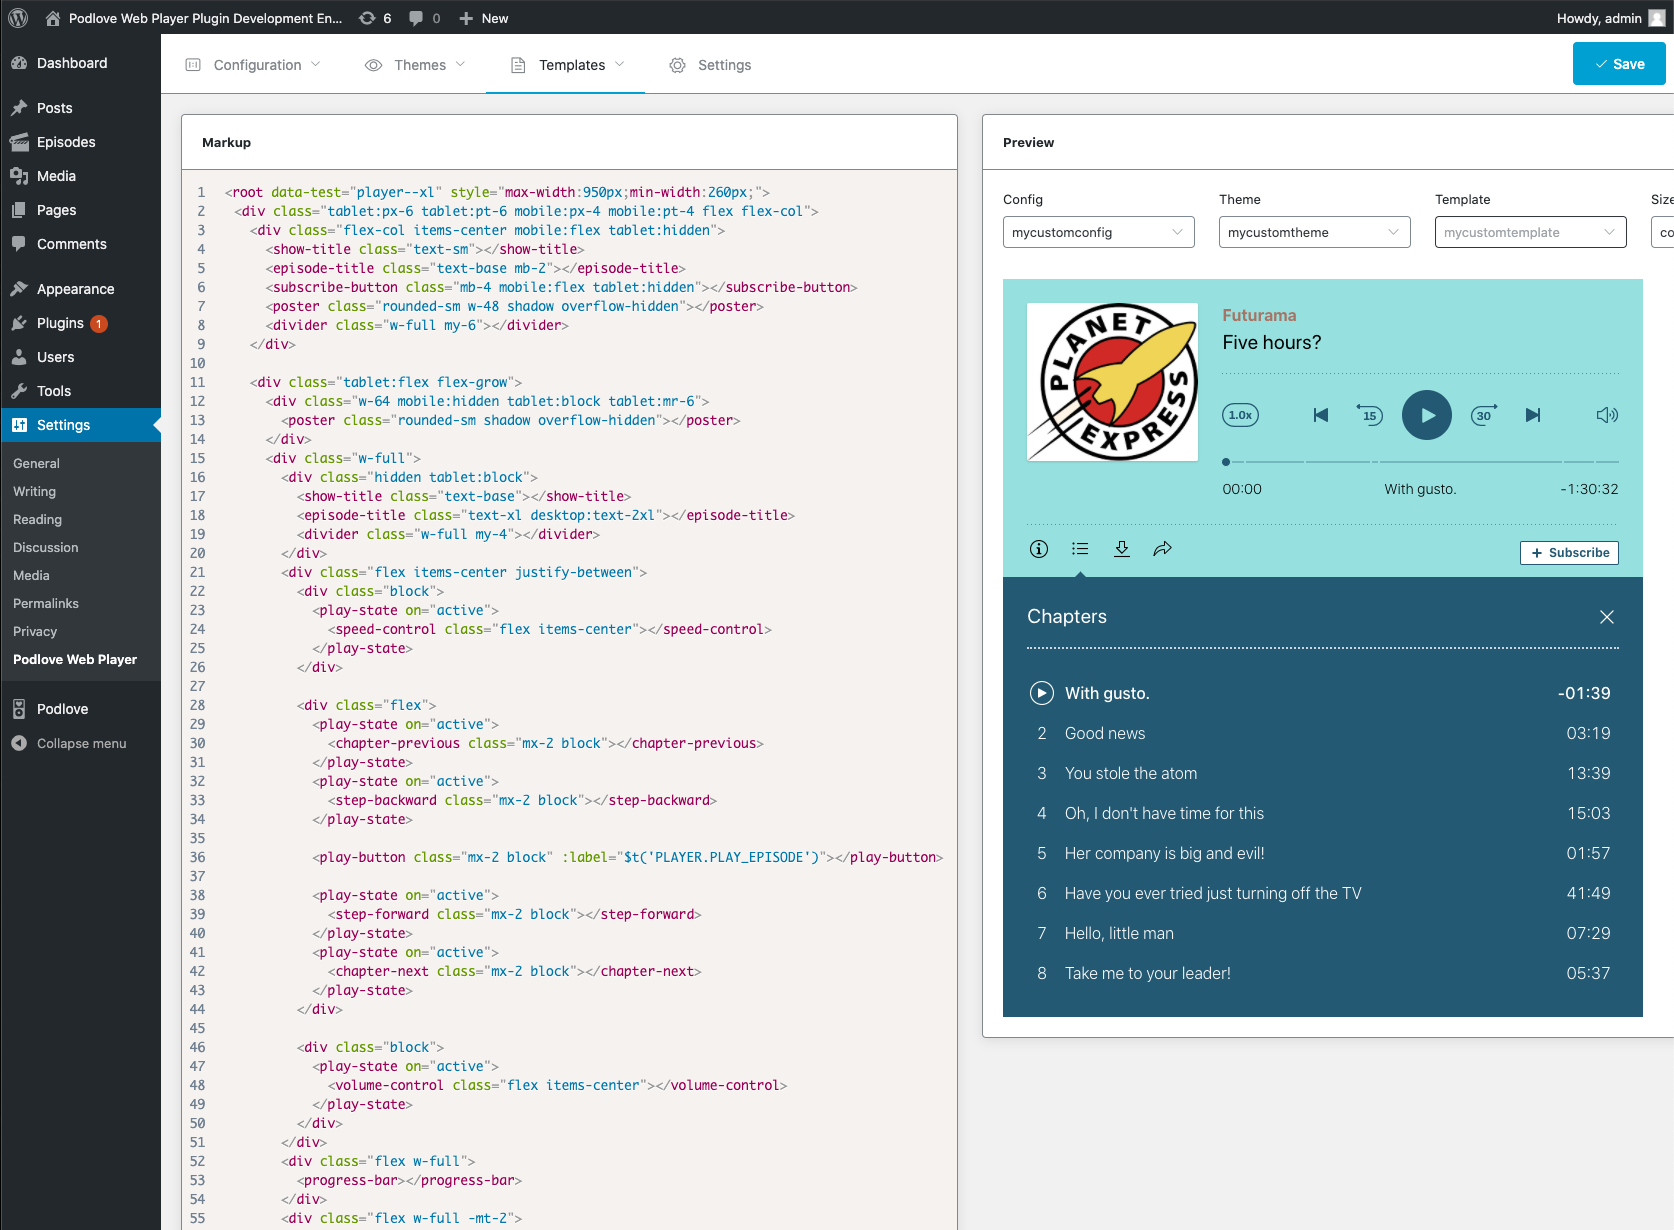 Podlove Web Player Plugin Development En...
6
0
New
Howdy, admin
Dashboard
Posts
Episodes
Media
Pages
Comments
Appearance
Plugins 1
Users
Tools
Settings
General
Writing
Reading
Discussion
Media
Permalinks
Privacy
Podlove Web Player
Podlove
Collapse menu
Configuration
Themes
Templates
Settings
Save
Markup
1 <root data-test="player--xl" style="max-width:950px;min-width:260px;">
2 <div class="tablet:px-6 tablet:pt-6 mobile:px-4 mobile:pt-4 flex flex-col">
3 <div class="flex-col items-center mobile:flex tablet:hidden">
4 <show-title class="text-sm"></show-title>
5 <episode-title class="text-base mb-2"></episode-title>
6 <subscribe-button class="mb-4 mobile:flex tablet:hidden"></subscribe-button>
7 <poster class="rounded-sm w-48 shadow overflow-hidden"></poster>
8 <divider class="w-full my-6"></divider>
9 </div>
10
11 <div class="tablet:flex flex-grow">
12 <div class="w-64 mobile:hidden tablet:block tablet:mr-6">
13 <poster class="rounded-sm shadow overflow-hidden"></poster>
14 </div>
15 <div class="w-full">
16 <div class="hidden tablet:block">
17 <show-title class="text-base"></show-title>
18 <episode-title class="text-xl desktop:text-2xl"></episode-title>
19 <divider class="w-full my-4"></divider>
20 </div>
21 <div class="flex items-center justify-between">
22 <div class="block">
23 <play-state on="active">
24 <speed-control class="flex items-center"></speed-control>
25 </play-state>
26 </div>
27
28 <div class="flex">
29 <play-state on="active">
30 <chapter-previous class="mx-2 block"></chapter-previous>
31 </play-state>
32 <play-state on="active">
33 <step-backward class="mx-2 block"></step-backward>
34 </play-state>
35
36 <play-button class="mx-2 block" :label="$t('PLAYER.PLAY_EPISODE')"></play-button>
37
38 <play-state on="active">
39 <step-forward class="mx-2 block"></step-forward>
40 </play-state>
41 <play-state on="active">
42 <chapter-next class="mx-2 block"></chapter-next>
43 </play-state>
44 </div>
45
46 <div class="block">
47 <play-state on="active">
48 <volume-control class="flex items-center"></volume-control>
49 </play-state>
50 </div>
51 </div>
52 <div class="flex w-full">
53 <progress-bar></progress-bar>
54 </div>
55 <div class="flex w-full -mt-2">
Preview
Config
Theme
Template
Size
mycustomconfig
mycustomtheme
mycustomtemplate
co
PLANET
EXPRESS
Futurama
Five hours?
1.0x
15
30
00:00
With gusto.
-1:30:32
+ Subscribe
Chapters
With gusto. -01:39
2 Good news 03:19
3 You stole the atom 13:39
4 Oh, I don't have time for this 15:03
5 Her company is big and evil! 01:57
6 Have you ever tried just turning off the TV 41:49
7 Hello, little man 07:29
8 Take me to your leader! 05:37